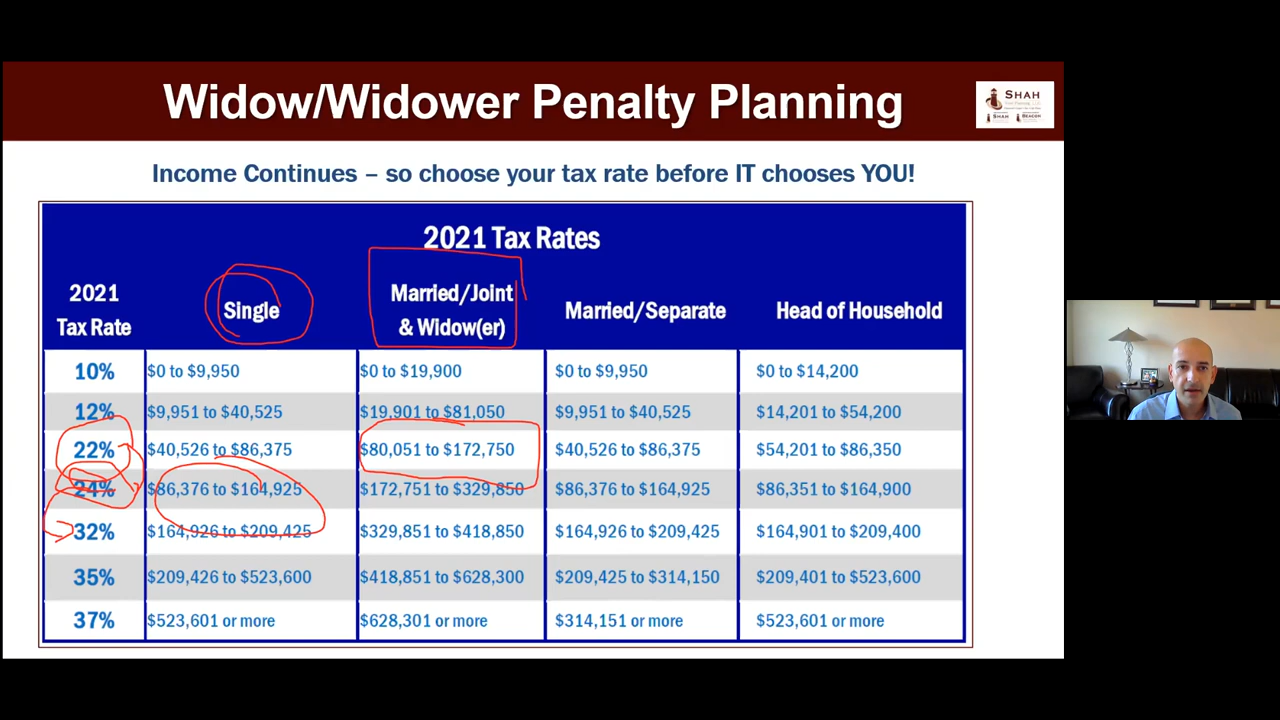 Widow/Widower Penalty Planning
SHAH
SHAH
BEACON
Income Continues – so choose your tax rate before IT chooses YOU!
2021 Tax Rates
2021 Tax Rate Single Married/Joint & Widow(er) Married/Separate Head of Household
10% $0 to $9,950 $0 to $19,900 $0 to $9,950 $0 to $14,200
12% $9,951 to $40,525 $19,901 to $81,050 $9,951 to $40,525 $14,201 to $54,200
22% $40,526 to $86,375 $80,051 to $172,750 $40,526 to $86,375 $54,201 to $86,350
24% $86,376 to $164,925 $172,751 to $329,850 $86,376 to $164,925 $86,351 to $164,900
32% $164,926 to $209,425 $329,851 to $418,850 $164,926 to $209,425 $164,901 to $209,400
35% $209,426 to $523,600 $418,851 to $628,300 $209,425 to $314,150 $209,401 to $523,600
37% $523,601 or more $628,301 or more $314,151 or more $523,601 or more